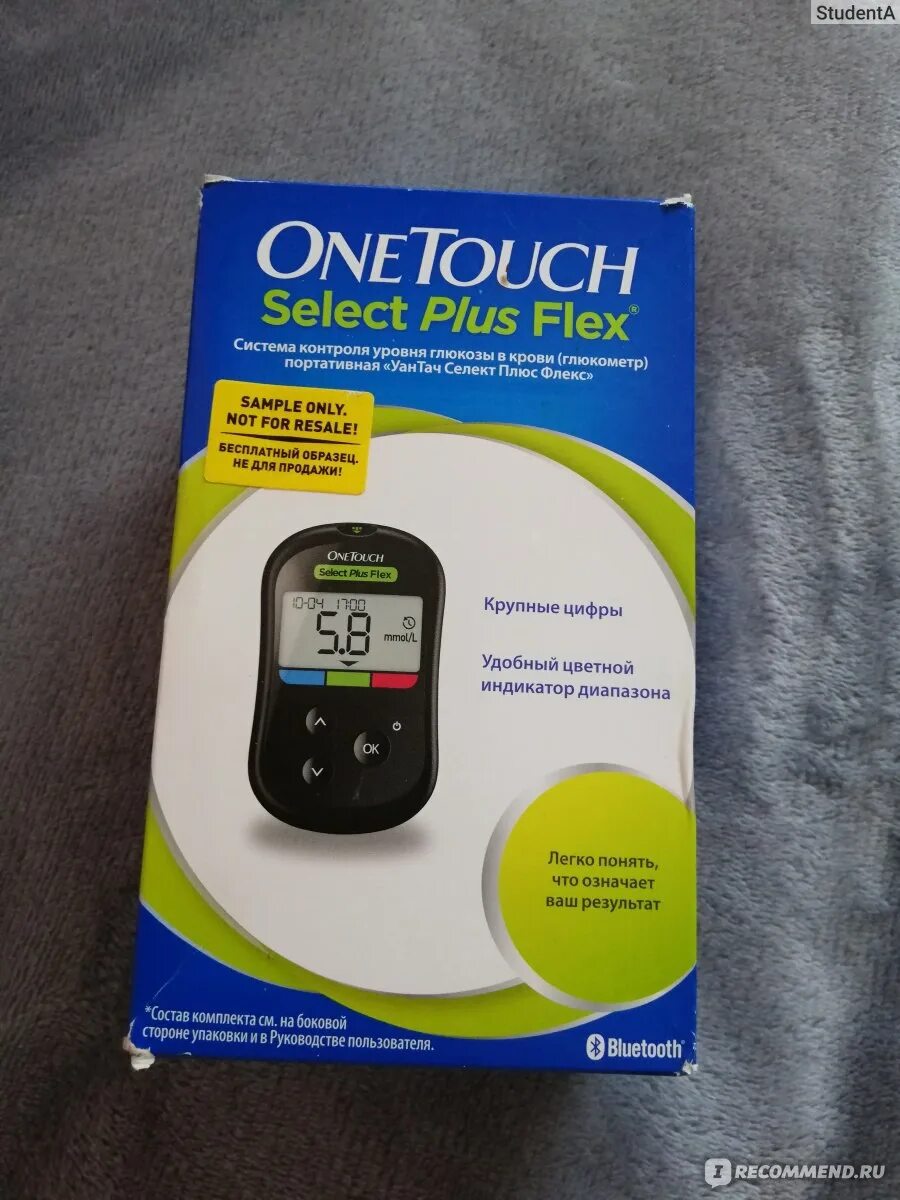 StudentA
ONETOUCH
Select Plus Flex®
Система контроля уровня глюкозы в крови (глюкометр)
портативная «УанТач Селект Плюс Флекс»
SAMPLE ONLY.
NOT FOR RESALE!
БЕСПЛАТНЫЙ ОБРАЗЕЦ.
НЕ ДЛЯ ПРОДАЖИ!
ONETOUCH
Select Plus Flex
10-04 17:00
5.8
mmol/L
OK
Крупные цифры
Удобный цветной
индикатор диапазона
Легко понять,
что означает
ваш результат
*Состав комплекта см. на боковой
стороне упаковки и в Руководстве пользователя.
Bluetooth®
IRECOMMEND.RU